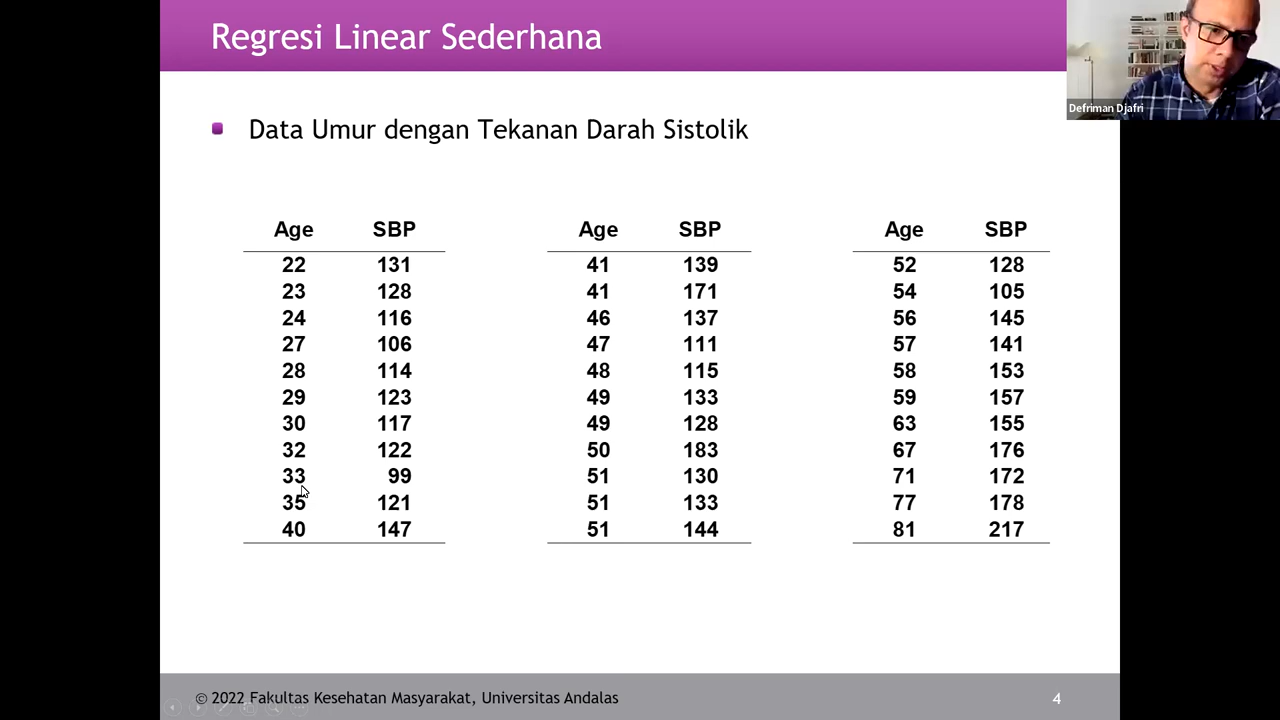 Regresi Linear Sederhana
Defriman Djafri
Data Umur dengan Tekanan Darah Sistolik
Age SBP Age SBP Age SBP
22 131 41 139 52 128
23 128 41 171 54 105
24 116 46 137 56 145
27 106 47 111 57 141
28 114 48 115 58 153
29 123 49 133 59 157
30 117 49 128 63 155
32 122 50 183 67 176
33 99 51 130 71 172
35 121 51 133 77 178
40 147 51 144 81 217
© 2022 Fakultas Kesehatan Masyarakat, Universitas Andalas 4